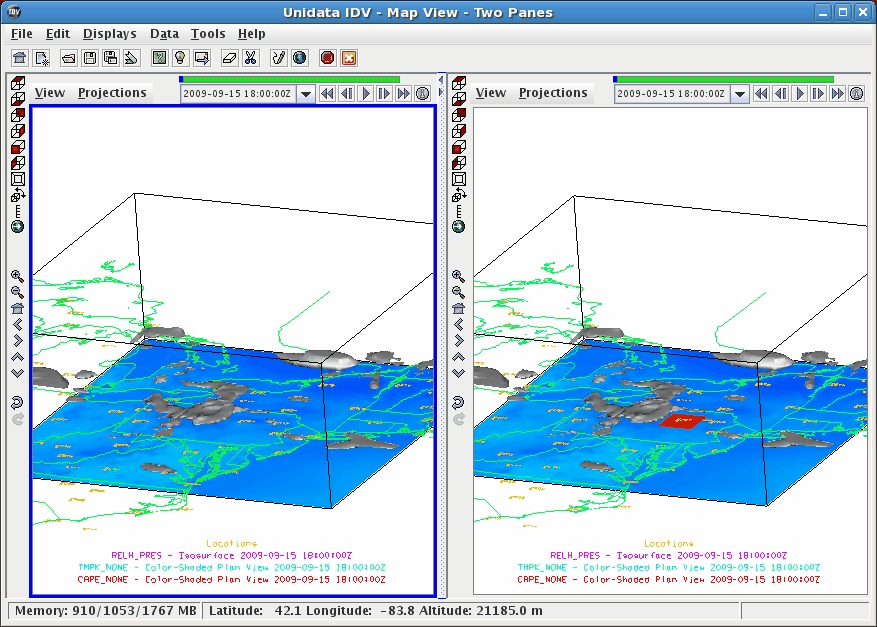 IDV
Unidata IDV - Map View - Two Panes
File Edit Displays Data Tools Help
View Projections
2009-09-15 18:00:00Z
View Projections
2009-09-15 18:00:00Z
Locations
RELH_PRES - Isosurface 2009-09-15 18:00:00Z
TMPK_NONE - Color-Shaded Plan View 2009-09-15 18:00:00Z
CAPE_NONE - Color-Shaded Plan View 2009-09-15 18:00:00Z
Locations
RELH_PRES - Isosurface 2009-09-15 18:00:00Z
TMPK_NONE - Color-Shaded Plan View 2009-09-15 18:00:00Z
CAPE_NONE - Color-Shaded Plan View 2009-09-15 18:00:00Z
Memory: 910/1053/1767 MB
Latitude: 42.1 Longitude: -83.8 Altitude: 21185.0 m